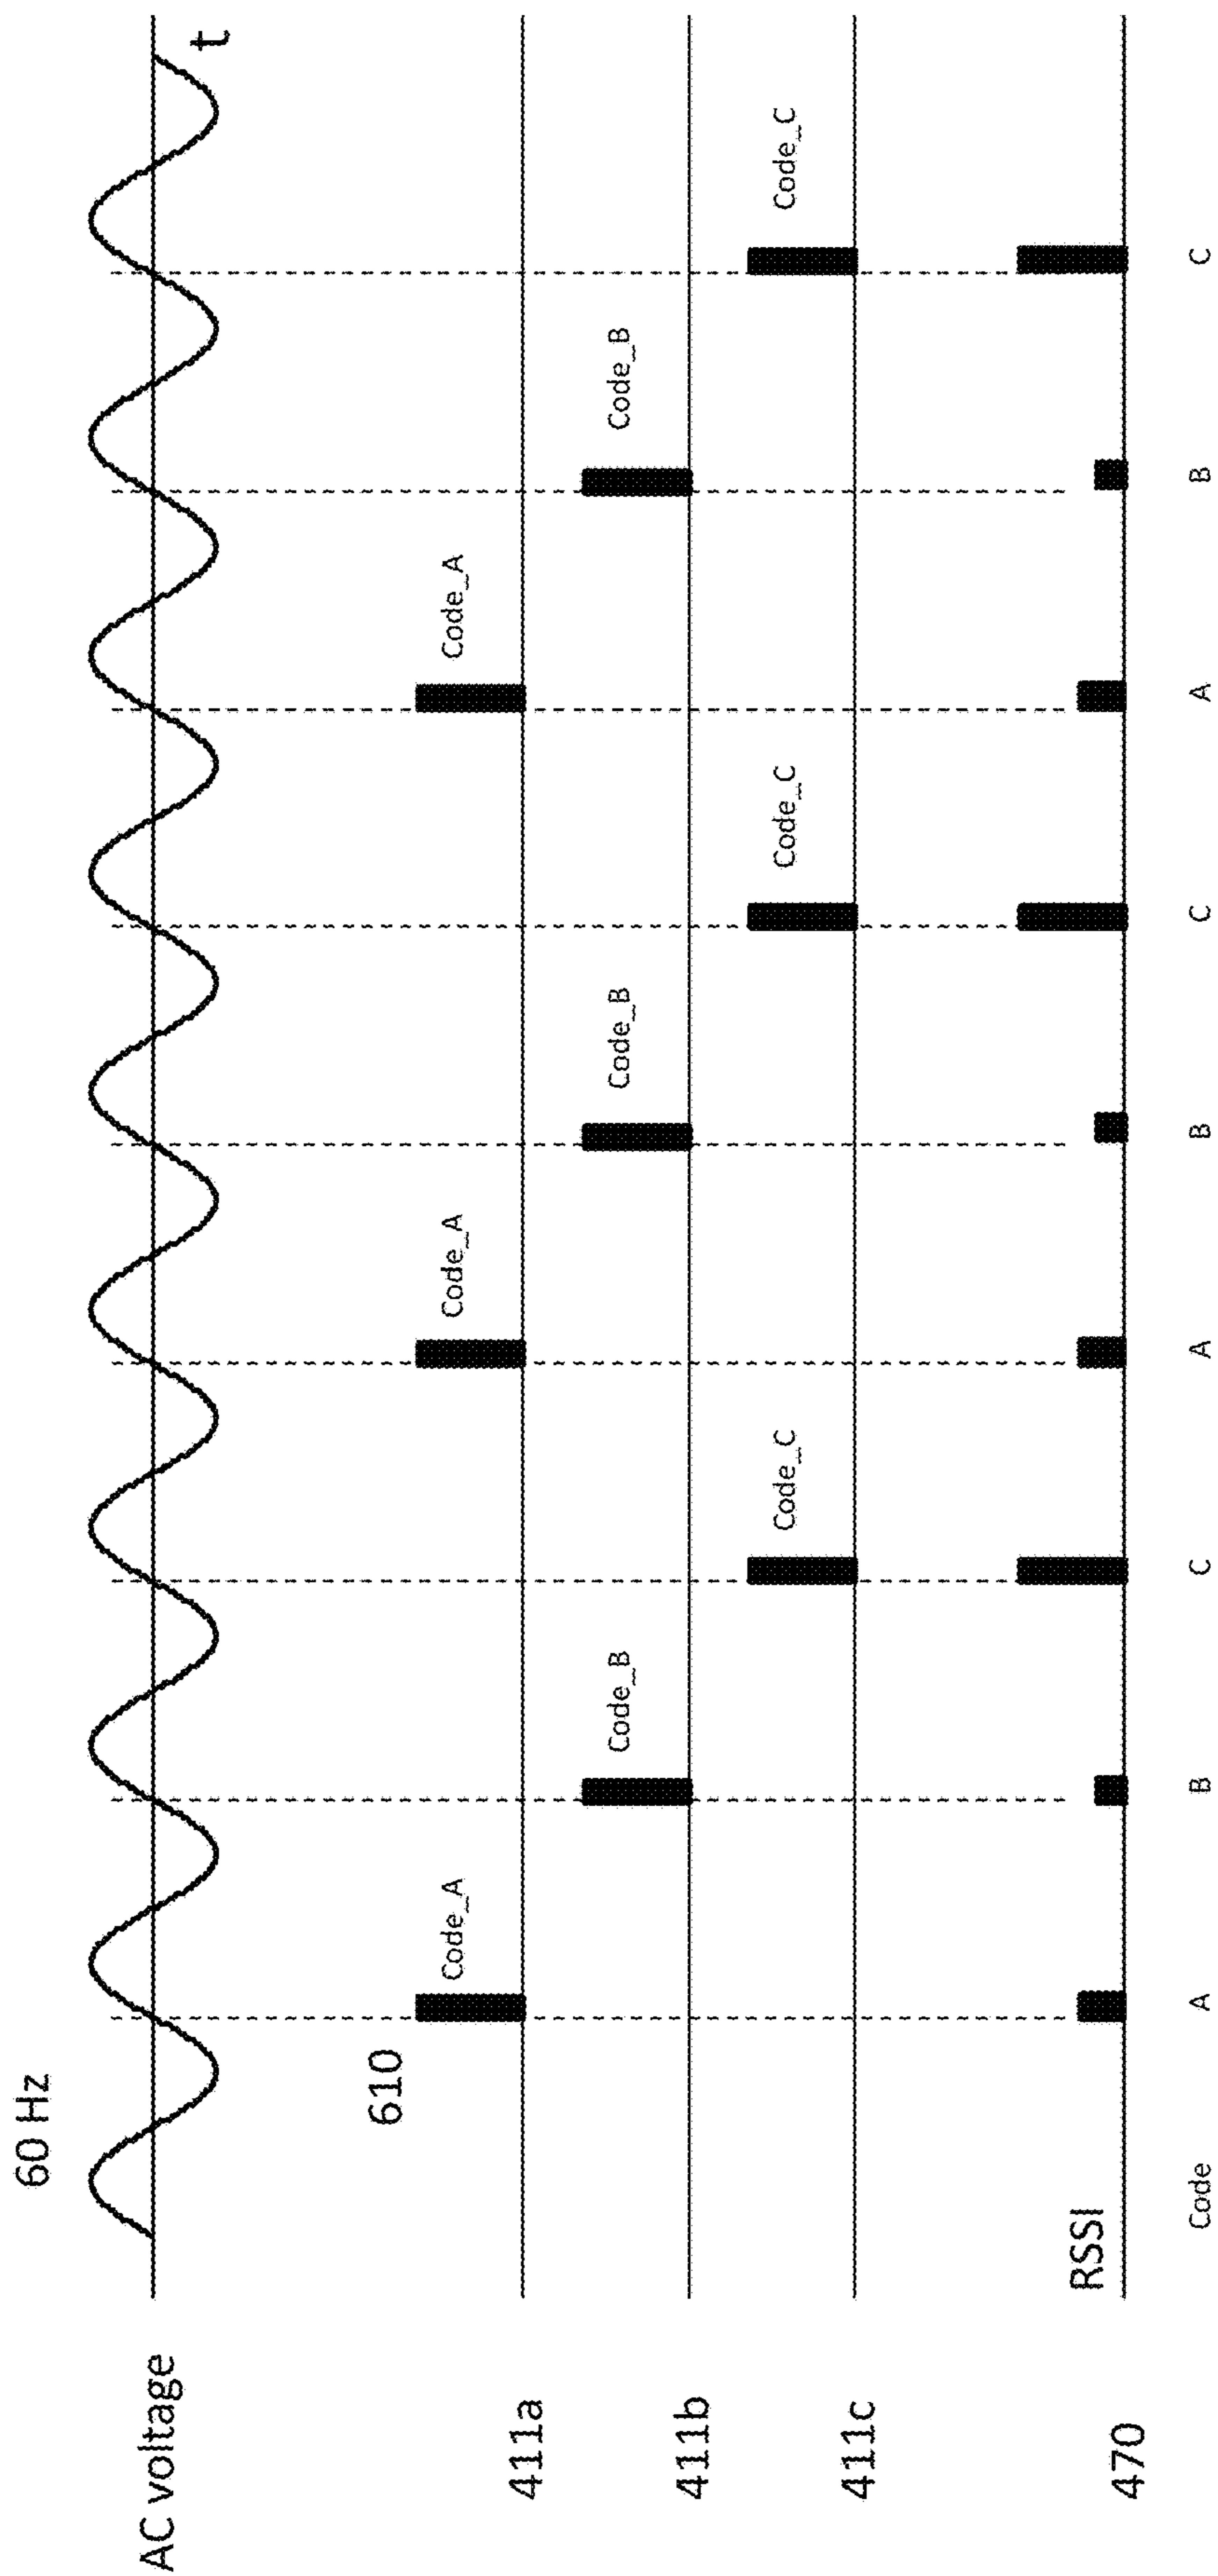 60 Hz
AC voltage
t
610
Code_A
Code_A
Code_A
411a
Code_B
Code_B
Code_B
411b
Code_C
Code_C
Code_C
411c
RSSI
470
Code A B C A B C A B C